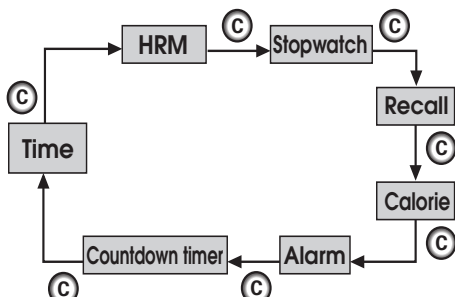 C
C
HRM
Stopwatch
C
Recall
Time
C
Calorie
C
Countdown timer
Alarm
C
C